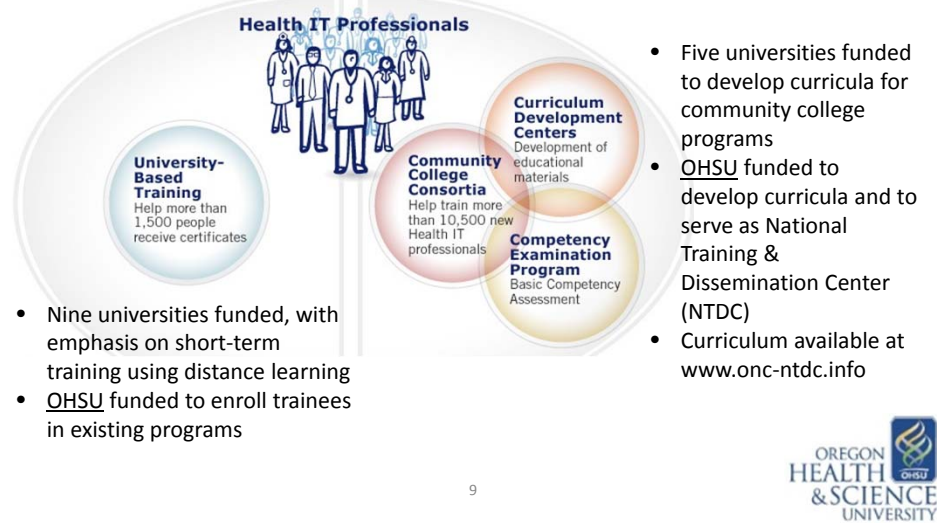 Health IT Professionals
University-
Based
Training
Help more than
1,500 people
receive certificates
Community
College
Consortia
Help train more
than 10,500 new
Health IT
professionals
Curriculum
Development
Centers
Development of
educational
materials
Competency
Examination
Program
Basic Competency
Assessment
• Nine universities funded, with
emphasis on short-term
training using distance learning
• OHSU funded to enroll trainees
in existing programs
• Five universities funded
to develop curricula for
community college
programs
• OHSU funded to
develop curricula and to
serve as National
Training &
Dissemination Center
(NTDC)
• Curriculum available at
www.onc-ntdc.info
9
OREGON
HEALTH
& SCIENCE
UNIVERSITY
OHSU